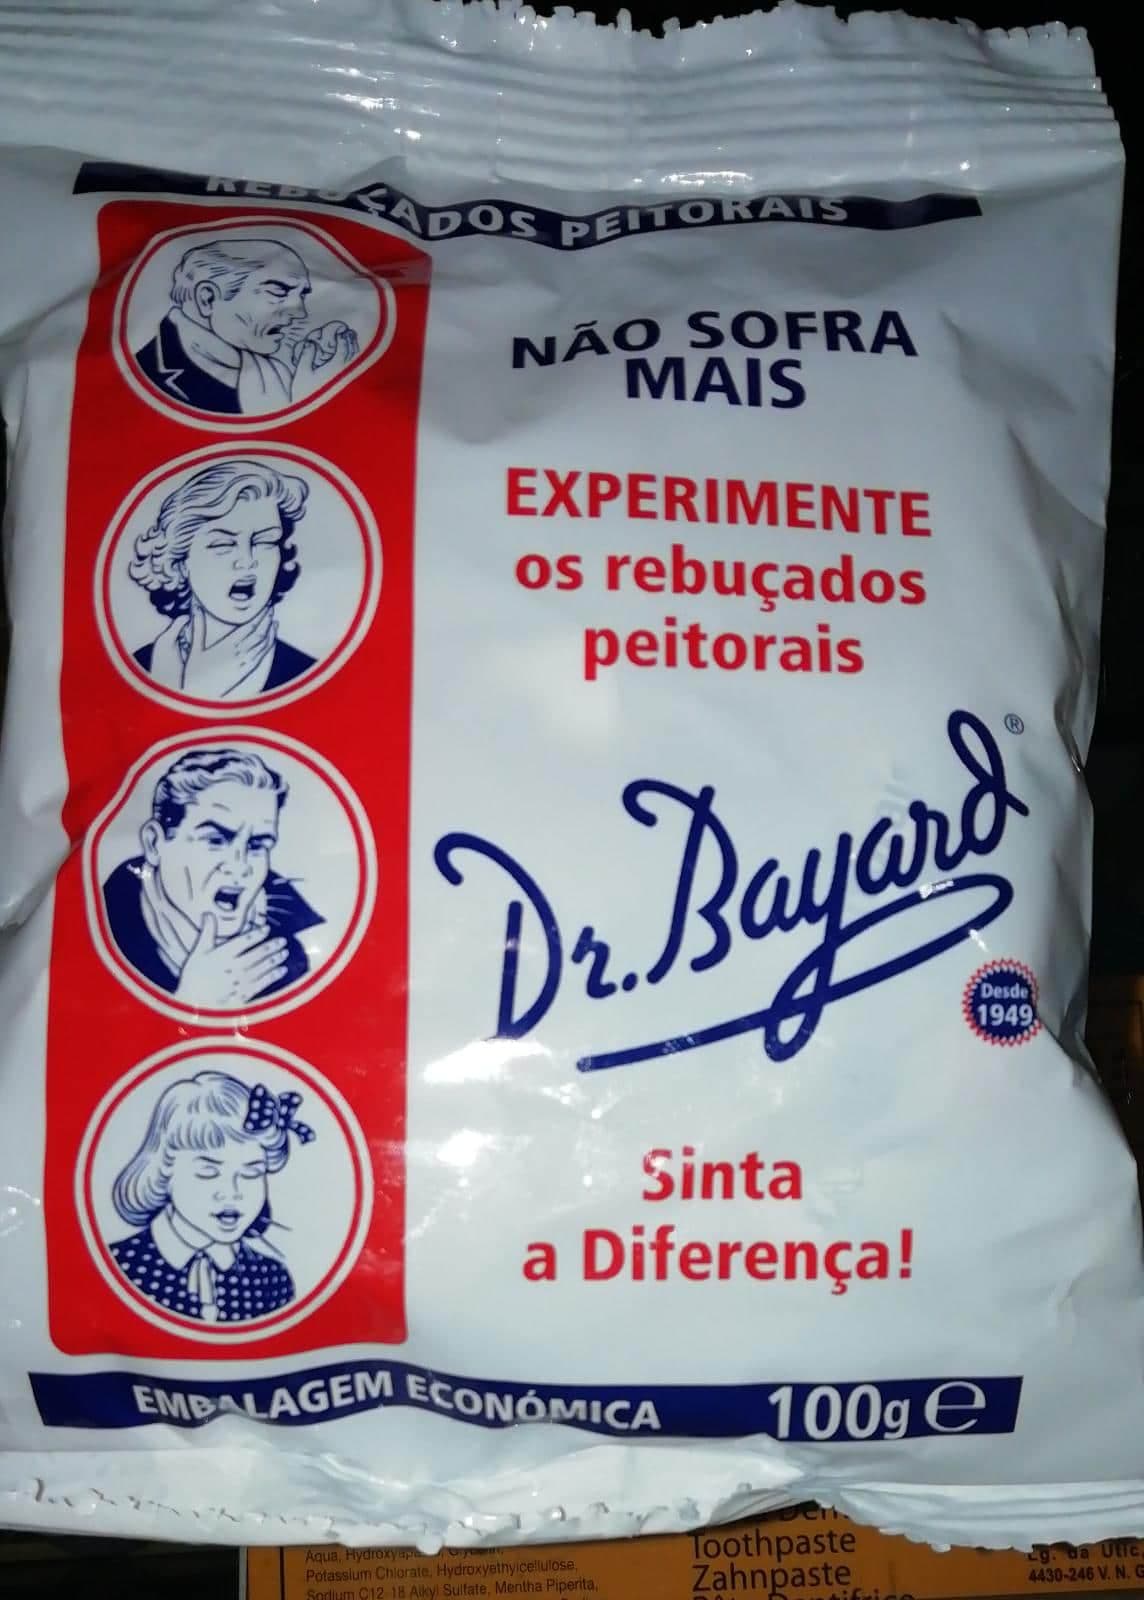 REBUÇADOS PEITORAIS
NÃO SOFRA
MAIS
EXPERIMENTE
os rebuçados
peitorais
Dr. Bayard ®
Desde
1949
Sinta
a Diferença!
EMBALAGEM ECONÓMICA 100g ℮
Toothpaste
Zahnpaste
Aqua,
Potassium Chlorate, Hydroxyethylcellulose,
Sodium C12-18 Alkyl Sulfate, Mentha Piperita,
4430-246 V. N. G